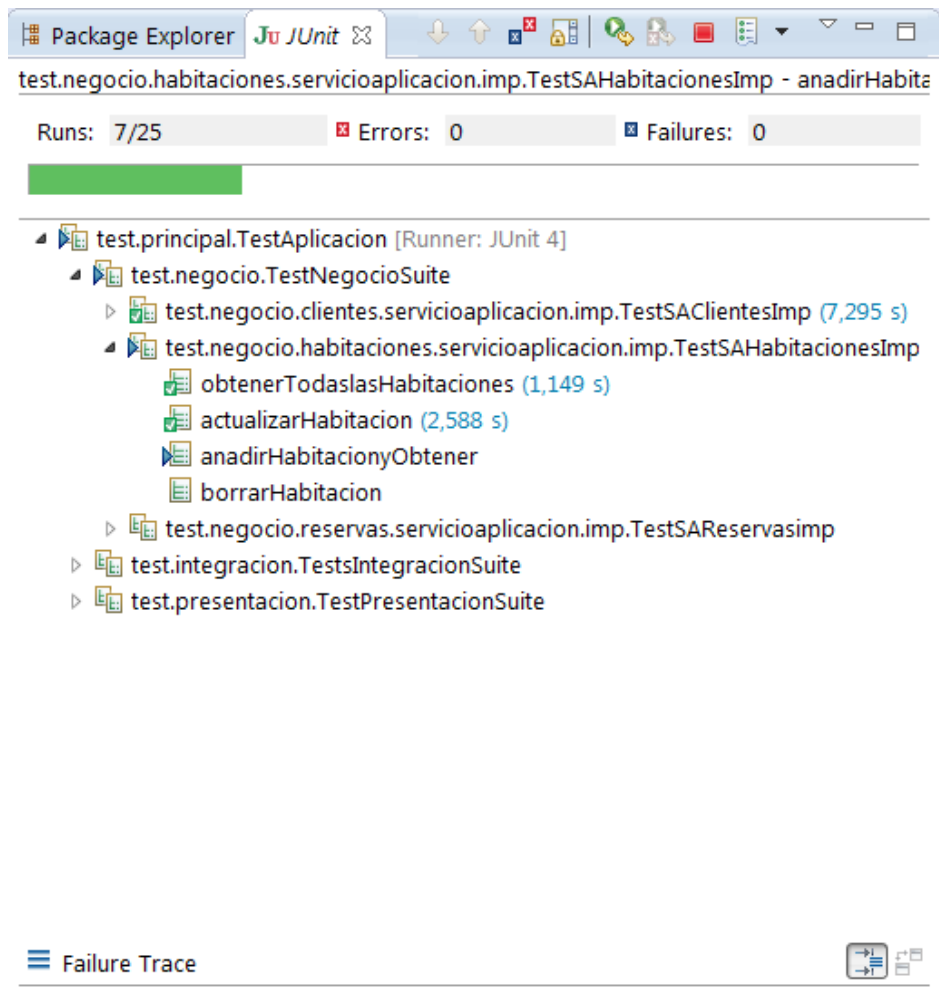 Package Explorer JU JUnit
test.negocio.habitaciones.servicioaplicacion.imp.TestSAHabitacionesImp - anadirHabita
Runs: 7/25 Errors: 0 Failures: 0
test.principal.TestAplicacion [Runner: JUnit 4]
test.negocio.TestNegocioSuite
test.negocio.clientes.servicioaplicacion.imp.TestSAClientesImp (7,295 s)
test.negocio.habitaciones.servicioaplicacion.imp.TestSAHabitacionesImp
obtenerTodaslasHabitaciones (1,149 s)
actualizarHabitacion (2,588 s)
anadirHabitacionyObtener
borrarHabitacion
test.negocio.reservas.servicioaplicacion.imp.TestSAReservasimp
test.integracion.TestsIntegracionSuite
test.presentacion.TestPresentacionSuite
Failure Trace